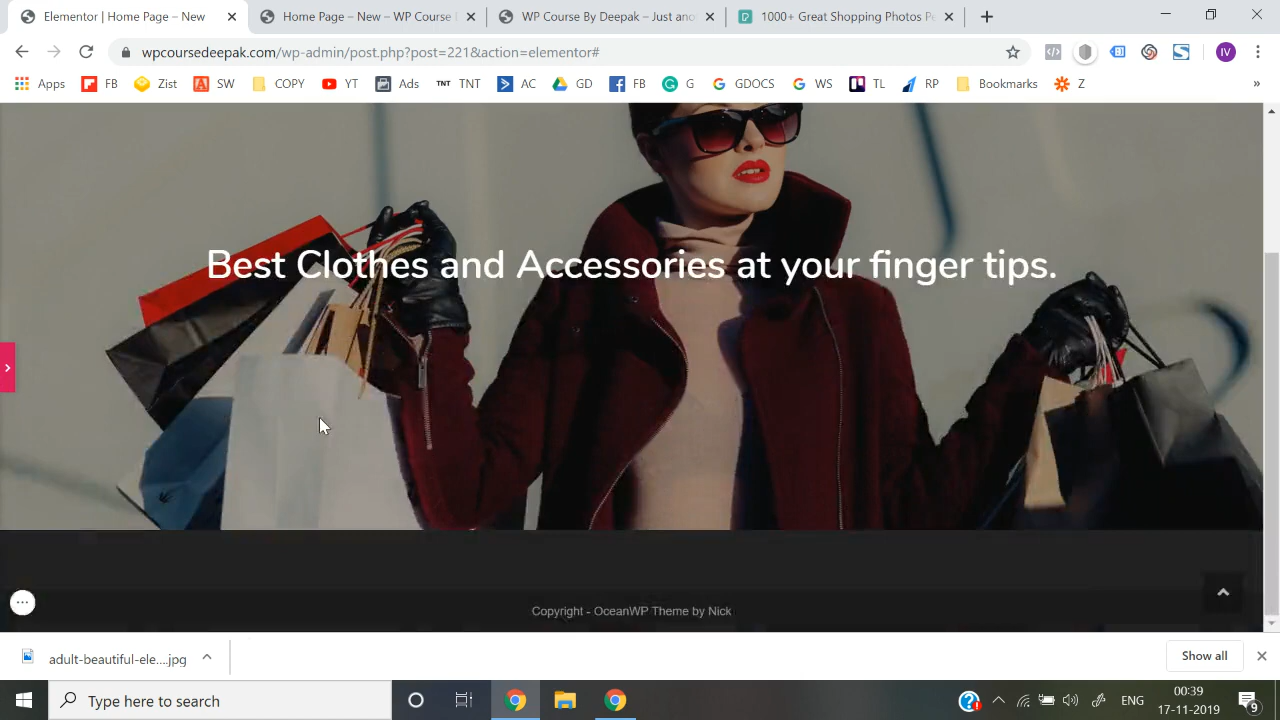 Elementor | Home Page – New
Home Page – New – WP Course
WP Course By Deepak – Just ano
1000+ Great Shopping Photos Pe
wpcoursedeepak.com/wp-admin/post.php?post=221&action=elementor#
IV
Apps FB Zist SW COPY YT Ads TNT TNT AC GD FB G GDOCS WS TL RP Bookmarks Z »
Best Clothes and Accessories at your finger tips.
Copyright - OceanWP Theme by Nick
adult-beautiful-ele....jpg
Show all
Type here to search
ENG
00:39
17-11-2019
9